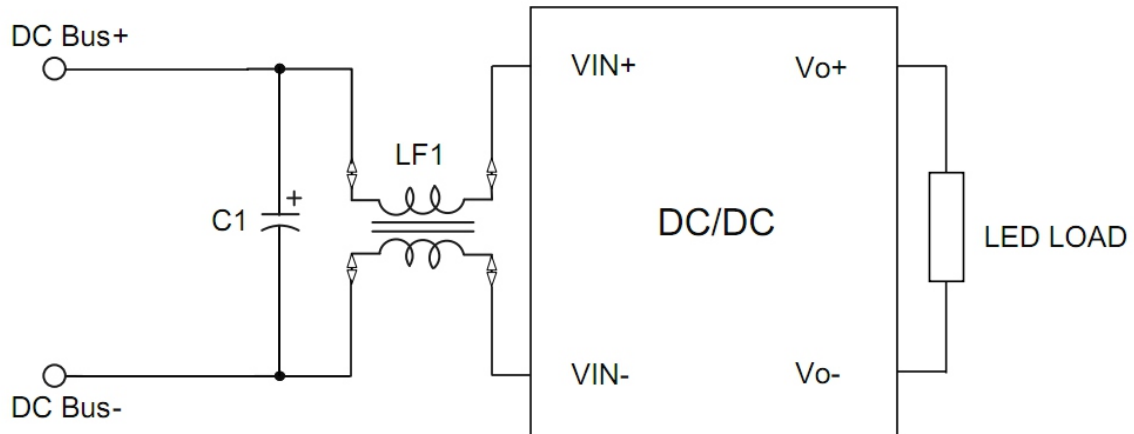 DC Bus+
VIN+
Vo+
LF1
+
C1
DC/DC
LED LOAD
VIN-
Vo-
DC Bus-